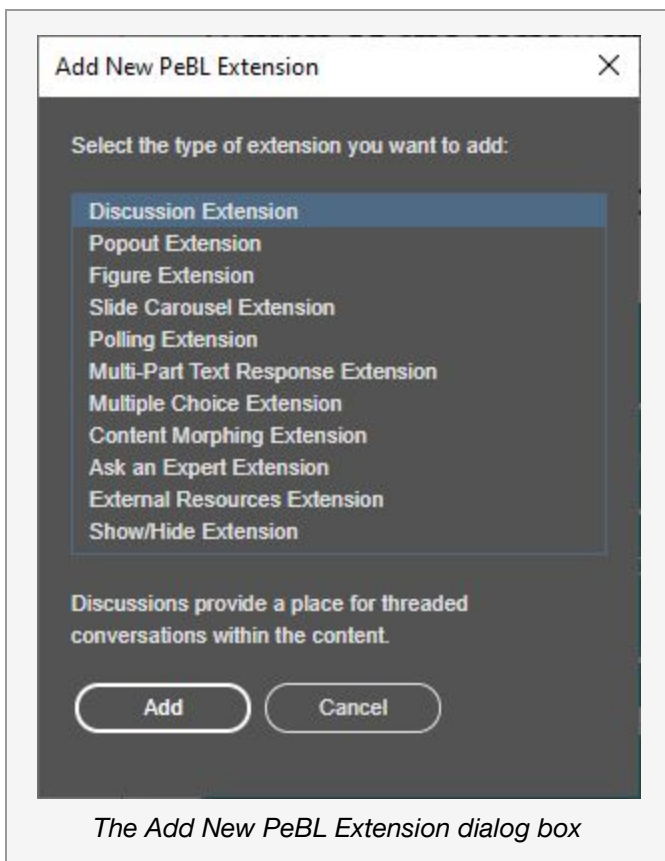 Add New PeBL Extension
Select the type of extension you want to add:
Discussion Extension
Popout Extension
Figure Extension
Slide Carousel Extension
Polling Extension
Multi-Part Text Response Extension
Multiple Choice Extension
Content Morphing Extension
Ask an Expert Extension
External Resources Extension
Show/Hide Extension
Discussions provide a place for threaded
conversations within the content.
Add Cancel
The Add New PeBL Extension dialog box